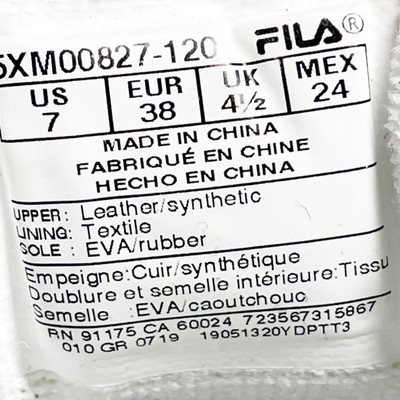 5XM00827-120 FILA®
US EUR UK MEX
7 38 4½ 24
MADE IN CHINA
FABRIQUÉ EN CHINE
HECHO EN CHINA
UPPER: Leather/synthetic
LINING: Textile
SOLE : EVA/rubber
Empeigne:Cuir/synthétique
Doublure et semelle intérieure:Tissu
Semelle :EVA/caoutchouc
RN 91175 CA 60024 723567315867
010 GR 0719 19051320YDPTT3